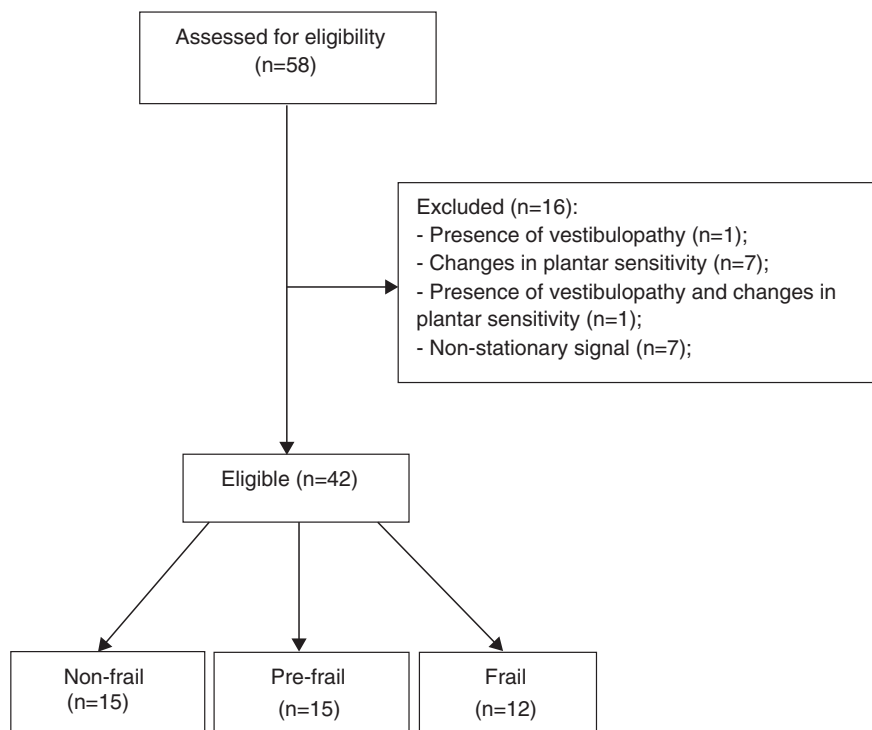 Assessed for eligibility
(n=58)
Excluded (n=16):
- Presence of vestibulopathy (n=1);
- Changes in plantar sensitivity (n=7);
- Presence of vestibulopathy and changes in
plantar sensitivity (n=1);
- Non-stationary signal (n=7);
Eligible (n=42)
Non-frail
(n=15)
Pre-frail
(n=15)
Frail
(n=12)